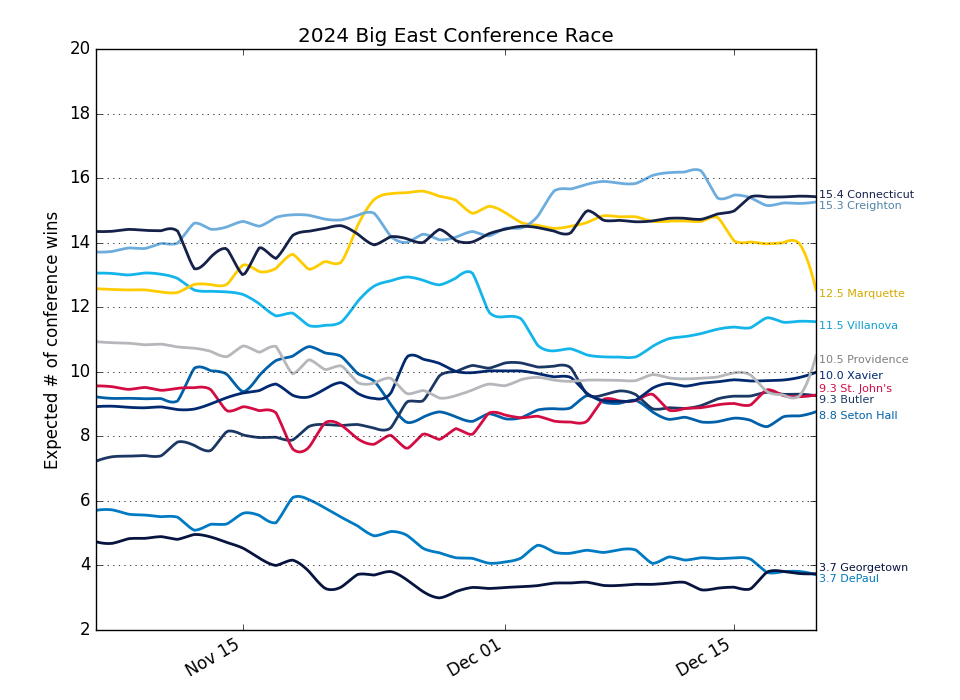 2024 Big East Conference Race
Expected # of conference wins
20
18
16
14
12
10
8
6
4
2
15.4 Connecticut
15.3 Creighton
12.5 Marquette
11.5 Villanova
10.5 Providence
10.0 Xavier
9.3 St. John's
9.3 Butler
8.8 Seton Hall
3.7 Georgetown
3.7 DePaul
Nov 15
Dec 01
Dec 15